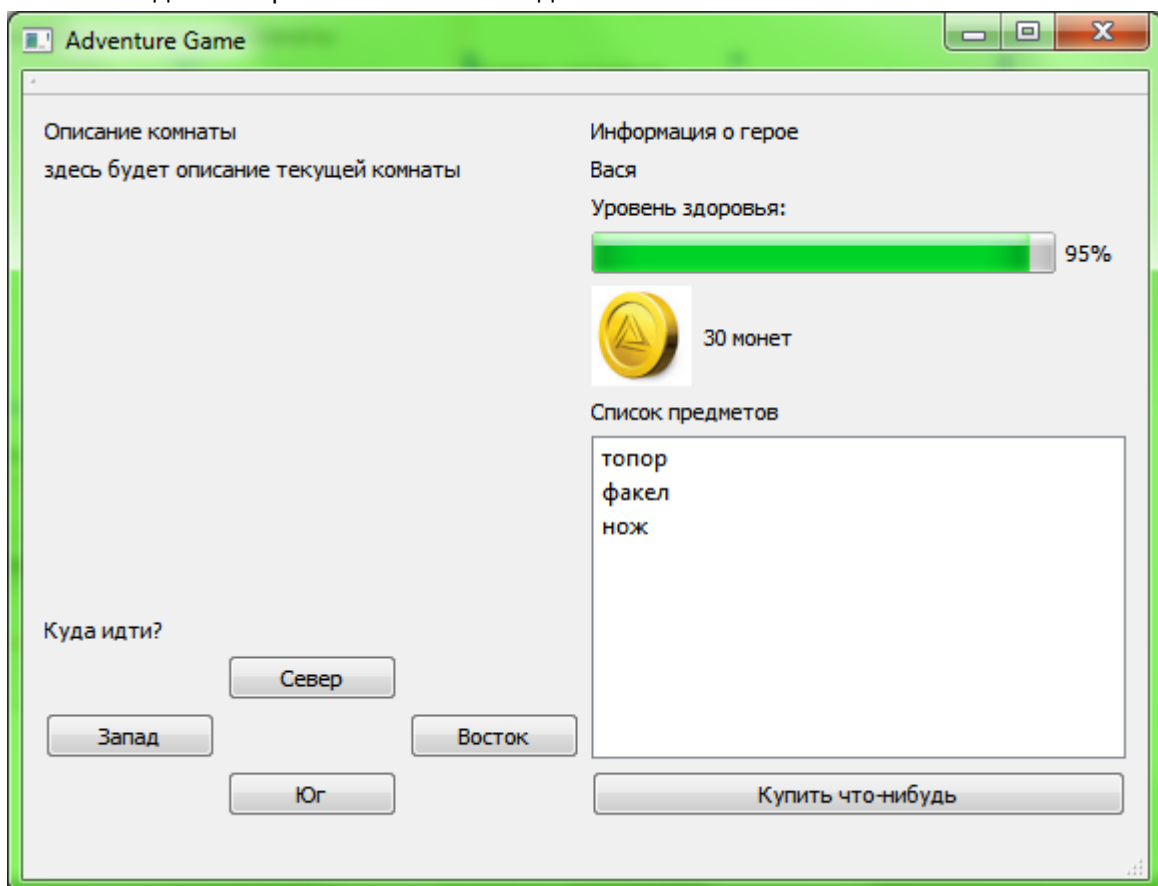 Adventure Game
Описание комнаты
здесь будет описание текущей комнаты
Информация о герое
Вася
Уровень здоровья:
95%
30 монет
Список предметов
топор
факел
нож
Куда идти?
Север
Запад
Восток
Юг
Купить что-нибудь